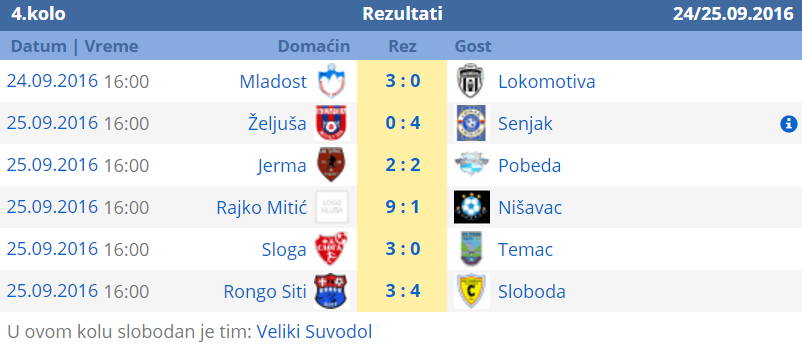 4.kolo Rezultati 24/25.09.2016
Datum | Vreme Domaćin Rez Gost
24.09.2016 16:00 Mladost 3 : 0 Lokomotiva
25.09.2016 16:00 Željuša 0 : 4 Senjak
25.09.2016 16:00 Jerma 2 : 2 Pobeda
25.09.2016 16:00 Rajko Mitić LOGO KLUBA 9 : 1 Nišavac
25.09.2016 16:00 Sloga 3 : 0 Temac
25.09.2016 16:00 Rongo Siti 3 : 4 Sloboda
U ovom kolu slobodan je tim: Veliki Suvodol